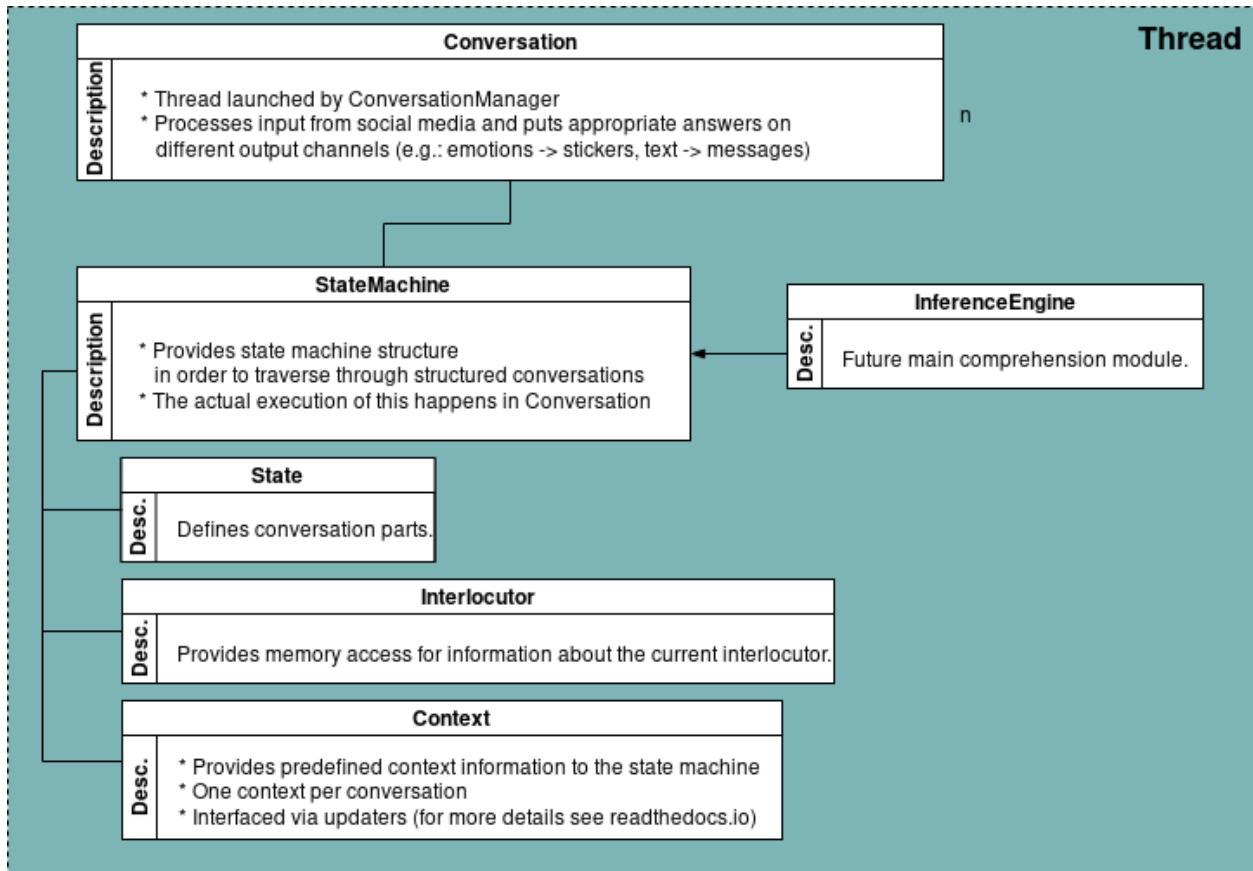 Thread
Conversation
Description
* Thread launched by ConversationManager
* Processes input from social media and puts appropriate answers on
different output channels (e.g.: emotions -> stickers, text -> messages)
n
StateMachine
Description
* Provides state machine structure
in order to traverse through structured conversations
* The actual execution of this happens in Conversation
InferenceEngine
Desc.
Future main comprehension module.
State
Desc.
Defines conversation parts.
Interlocutor
Desc.
Provides memory access for information about the current interlocutor.
Context
Desc.
* Provides predefined context information to the state machine
* One context per conversation
* Interfaced via updaters (for more details see readthedocs.io)